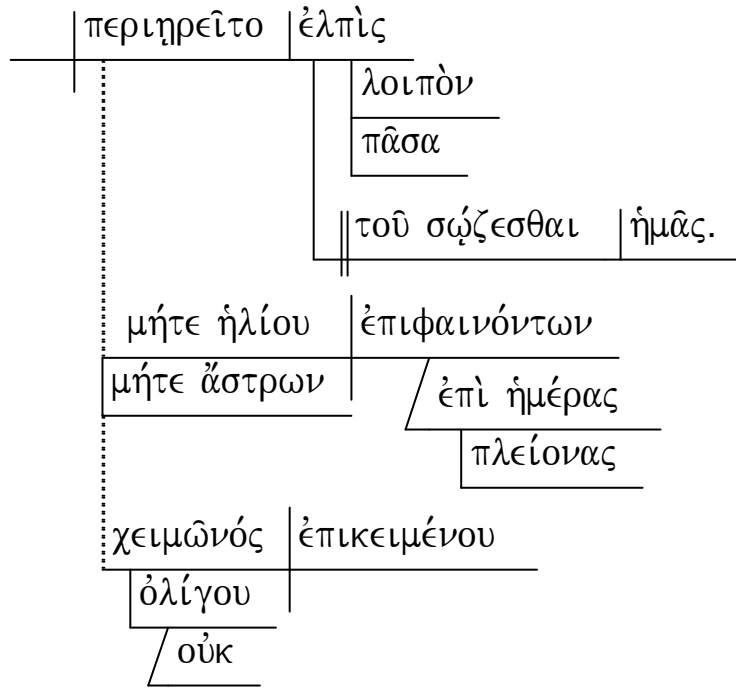 περιῃρεῖτο ἐλπὶς
λοιπὸν
πᾶσα
τοῦ σῴζεσθαι ἡμᾶς.
μήτε ἡλίου ἐπιφαινόντων
μήτε ἄστρων
ἐπὶ ἡμέρας
πλείονας
χειμῶνός ἐπικειμένου
ὀλίγου
οὐκ